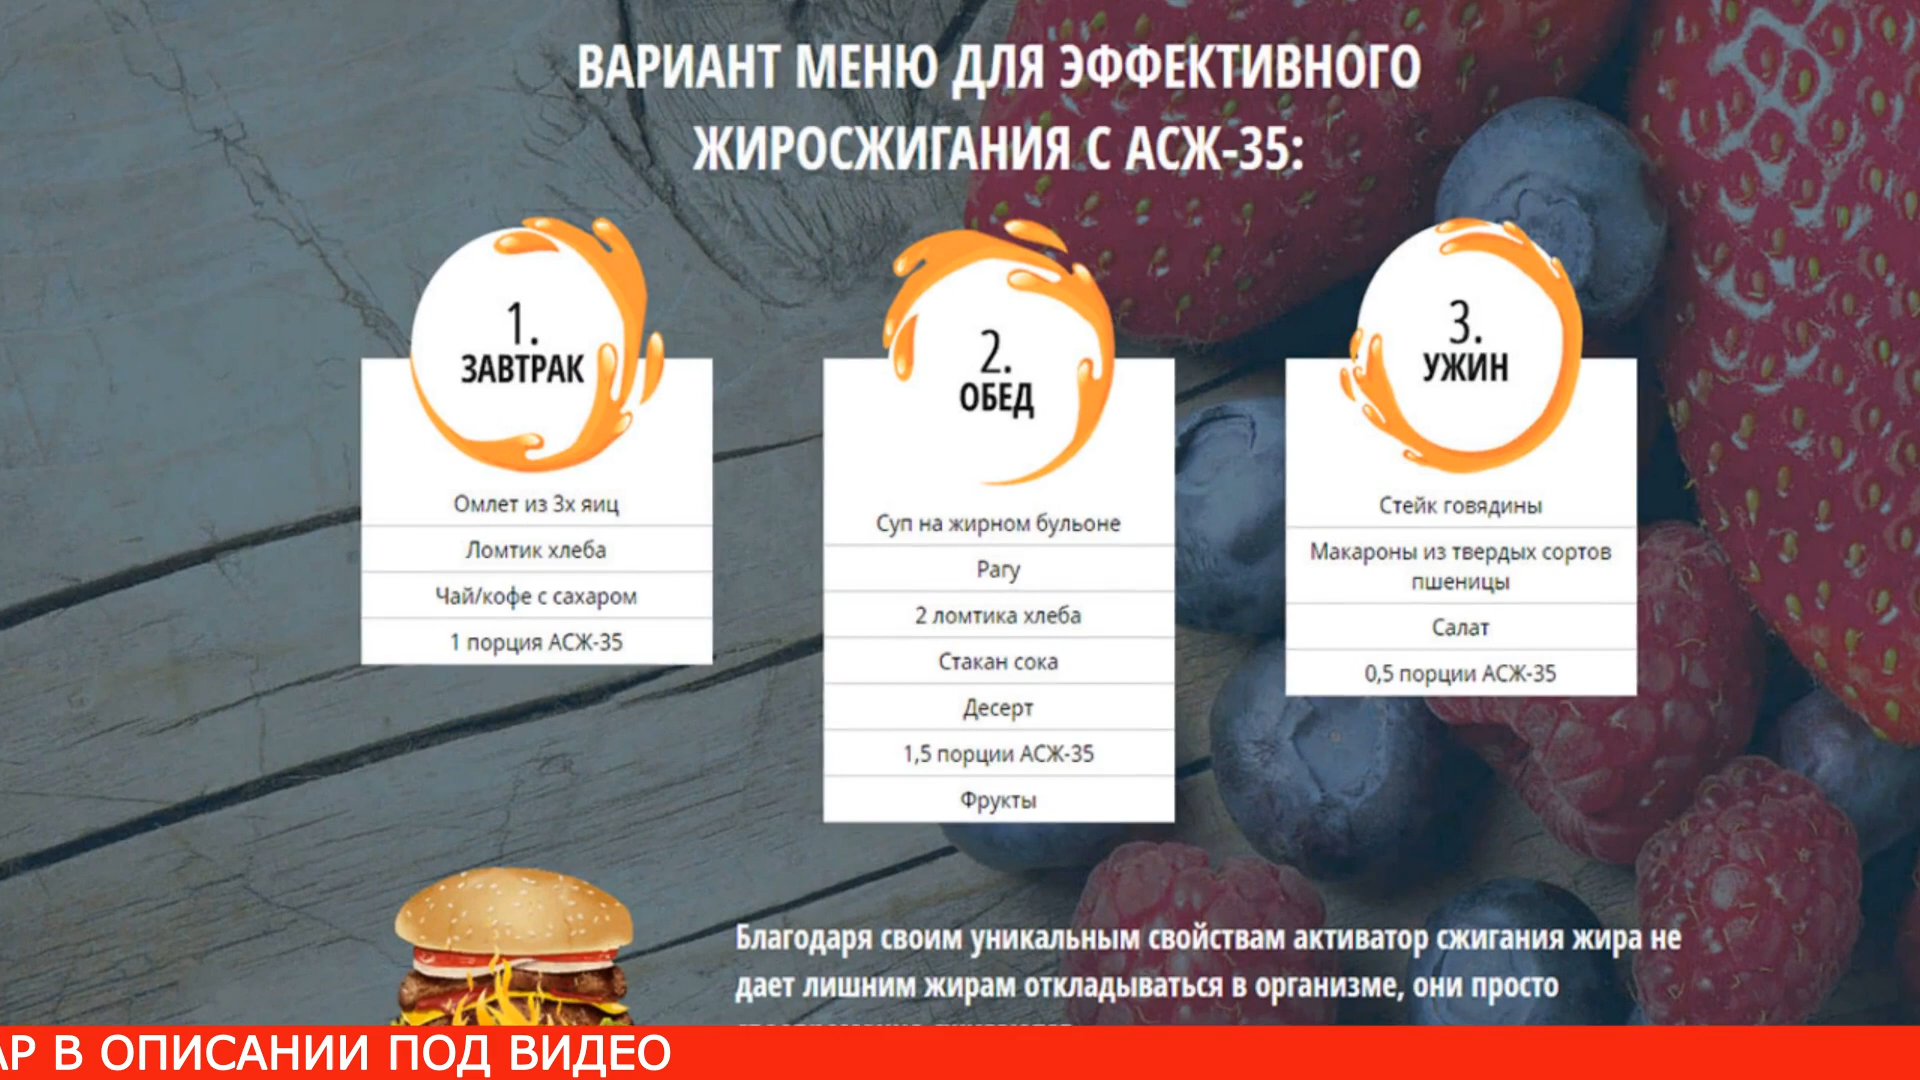 ВАРИАНТ МЕНЮ ДЛЯ ЭФФЕКТИВНОГО
ЖИРОСЖИГАНИЯ С АСЖ-35:
1.
ЗАВТРАК
Омлет из 3х яиц
Ломтик хлеба
Чай/кофе с сахаром
1 порция АСЖ-35
2.
ОБЕД
Суп на жирном бульоне
Рагу
2 ломтика хлеба
Стакан сока
Десерт
1,5 порции АСЖ-35
Фрукты
3.
УЖИН
Стейк говядины
Макароны из твердых сортов
пшеницы
Салат
0,5 порции АСЖ-35
Благодаря своим уникальным свойствам активатор сжигания жира не
дает лишним жирам откладываться в организме, они просто
АР В ОПИСАНИИ ПОД ВИДЕО